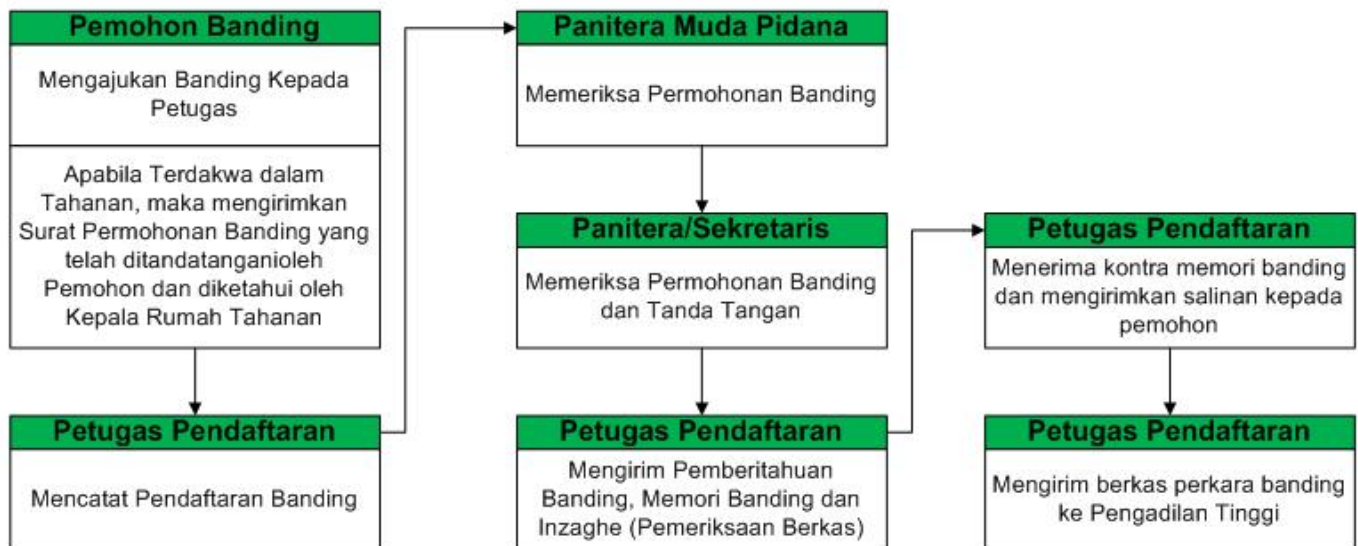 Pemohon Banding
Mengajukan Banding Kepada
Petugas
Apabila Terdakwa dalam
Tahanan, maka mengirimkan
Surat Permohonan Banding yang
telah ditandatanganioleh
Pemohon dan diketahui oleh
Kepala Rumah Tahanan
Petugas Pendaftaran
Mencatat Pendaftaran Banding
Panitera Muda Pidana
Memeriksa Permohonan Banding
Panitera/Sekretaris
Memeriksa Permohonan Banding
dan Tanda Tangan
Petugas Pendaftaran
Mengirim Pemberitahuan
Banding, Memori Banding dan
Inzaghe (Pemeriksaan Berkas)
Petugas Pendaftaran
Menerima kontra memori banding
dan mengirimkan salinan kepada
pemohon
Petugas Pendaftaran
Mengirim berkas perkara banding
ke Pengadilan Tinggi